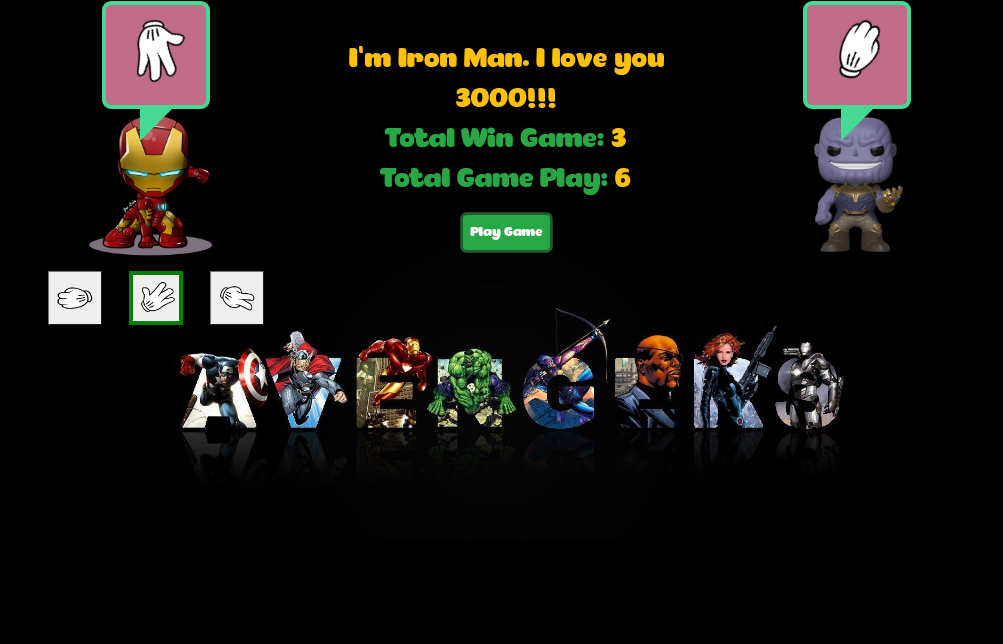 I'm Iron Man. I love you
3000!!!
Total Win Game: 3
Total Game Play: 6
Play Game
AVENGERS